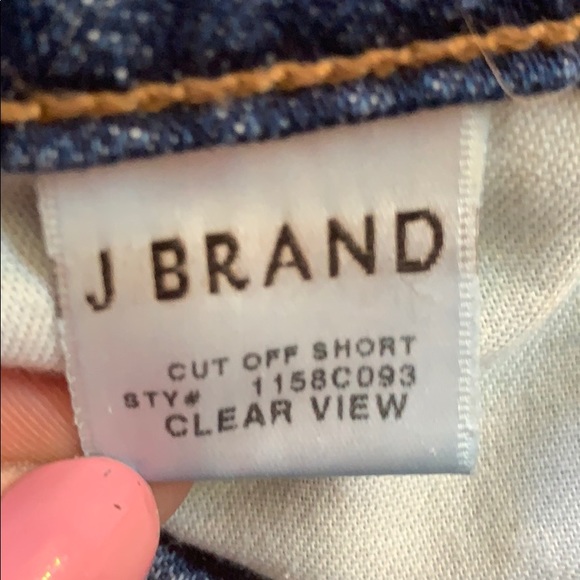 J BRAND
CUT OFF SHORT
STY# 1158C093
CLEAR VIEW